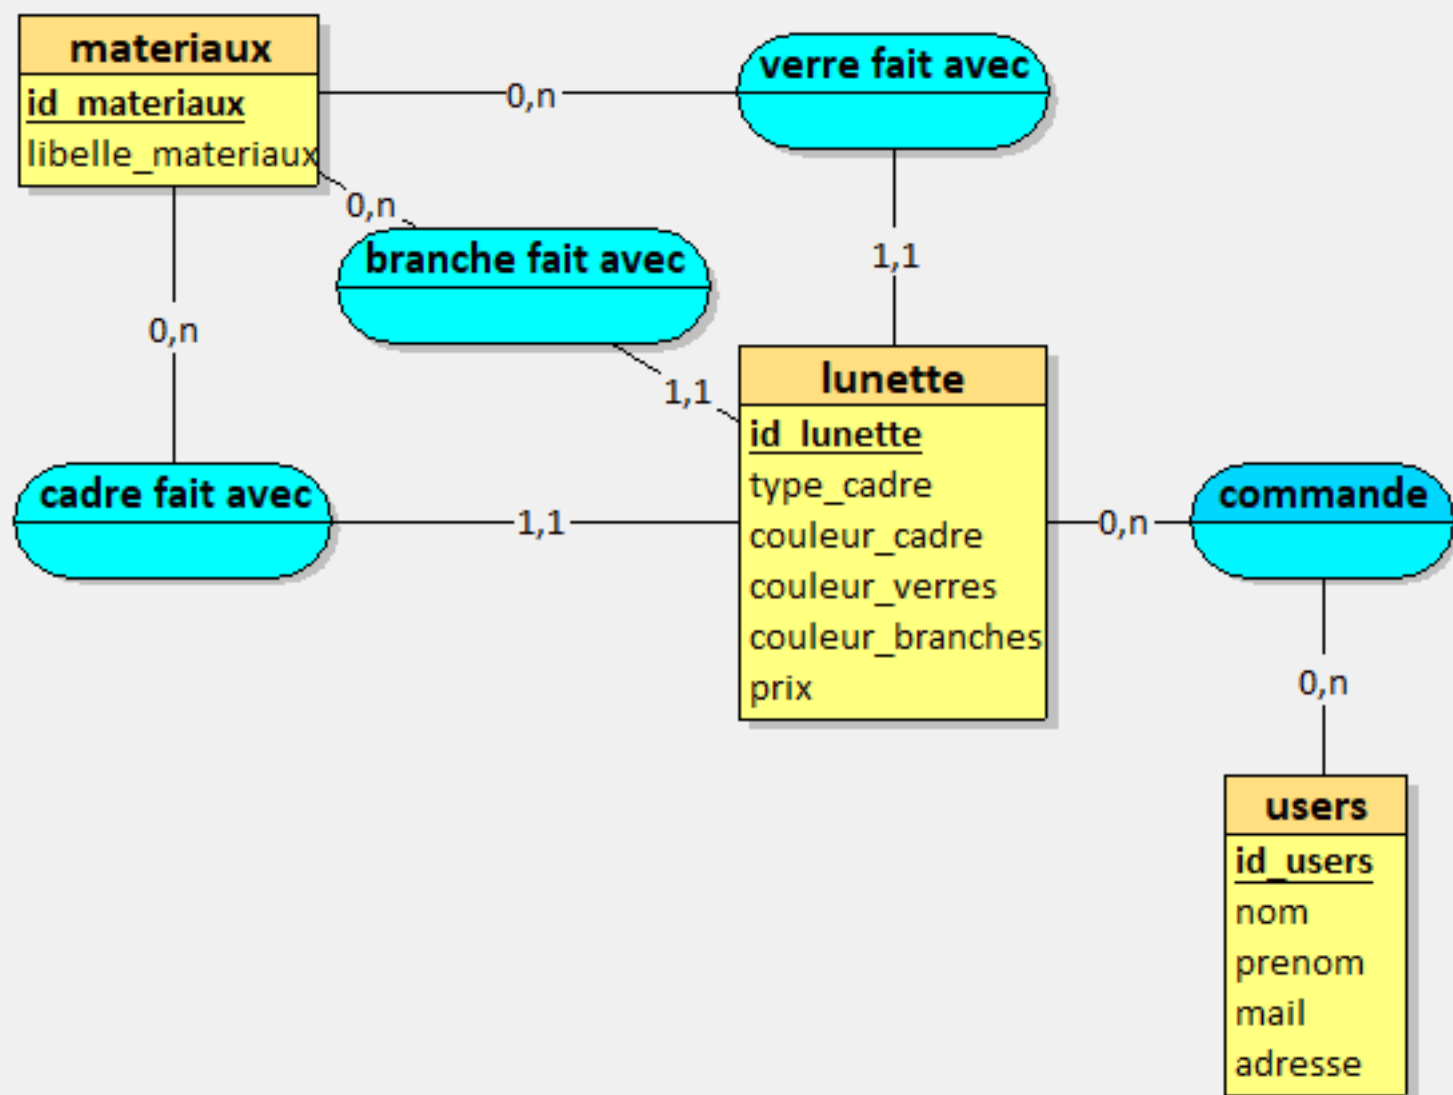 materiaux
id_materiaux
libelle_materiaux
0,n
verre fait avec
0,n
branche fait avec
1,1
0,n
1,1
lunette
id_lunette
type_cadre
couleur_cadre
couleur_verres
couleur_branches
prix
cadre fait avec
1,1
0,n
commande
0,n
users
id_users
nom
prenom
mail
adresse